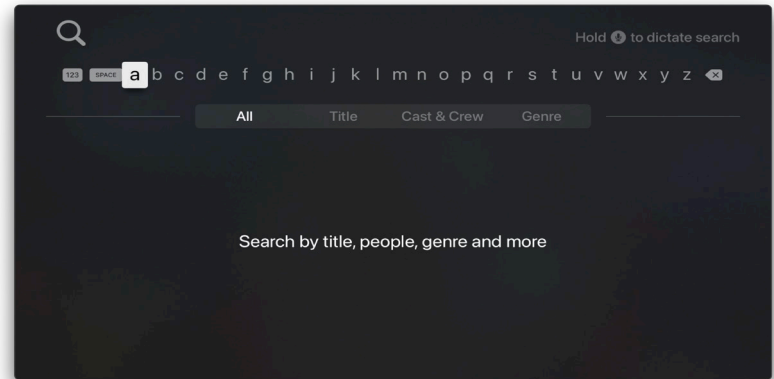 Hold to dictate search
123 SPACE a b c d e f g h i j k l m n o p q r s t u v w x y z
All Title Cast & Crew Genre
Search by title, people, genre and more